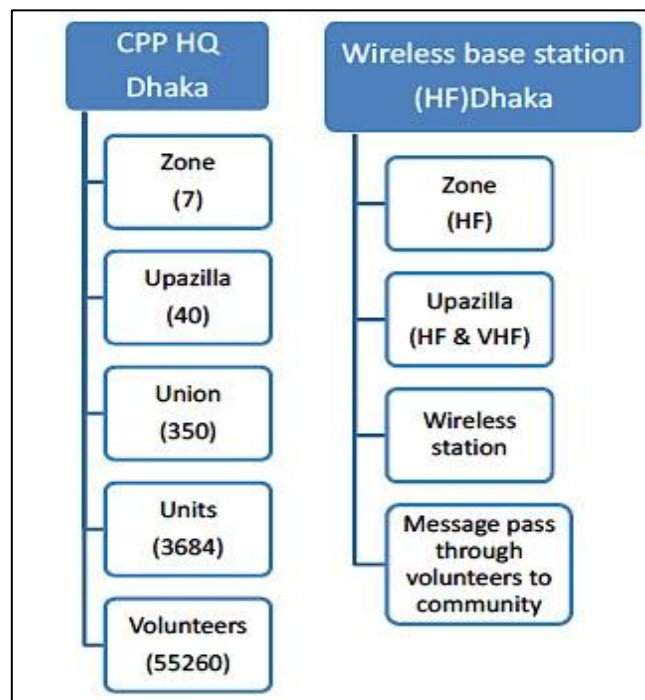 CPP HQ
Dhaka
Zone
(7)
Upazilla
(40)
Union
(350)
Units
(3684)
Volunteers
(55260)
Wireless base station
(HF)Dhaka
Zone
(HF)
Upazilla
(HF & VHF)
Wireless
station
Message pass
through
volunteers to
community